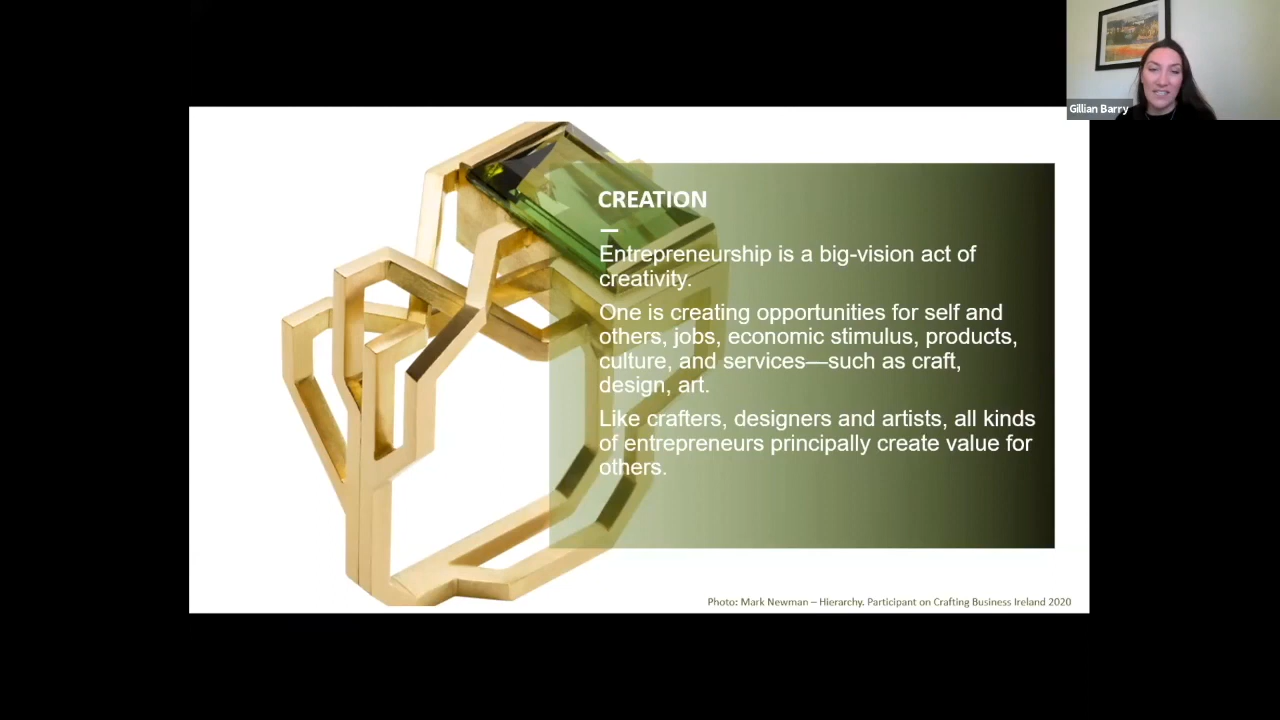 Gillian Barry
CREATION
Entrepreneurship is a big-vision act of
creativity.
One is creating opportunities for self and
others, jobs, economic stimulus, products,
culture, and services—such as craft,
design, art.
Like crafters, designers and artists, all kinds
of entrepreneurs principally create value for
others.
Photo: Mark Newman – Hierarchy. Participant on Crafting Business Ireland 2020